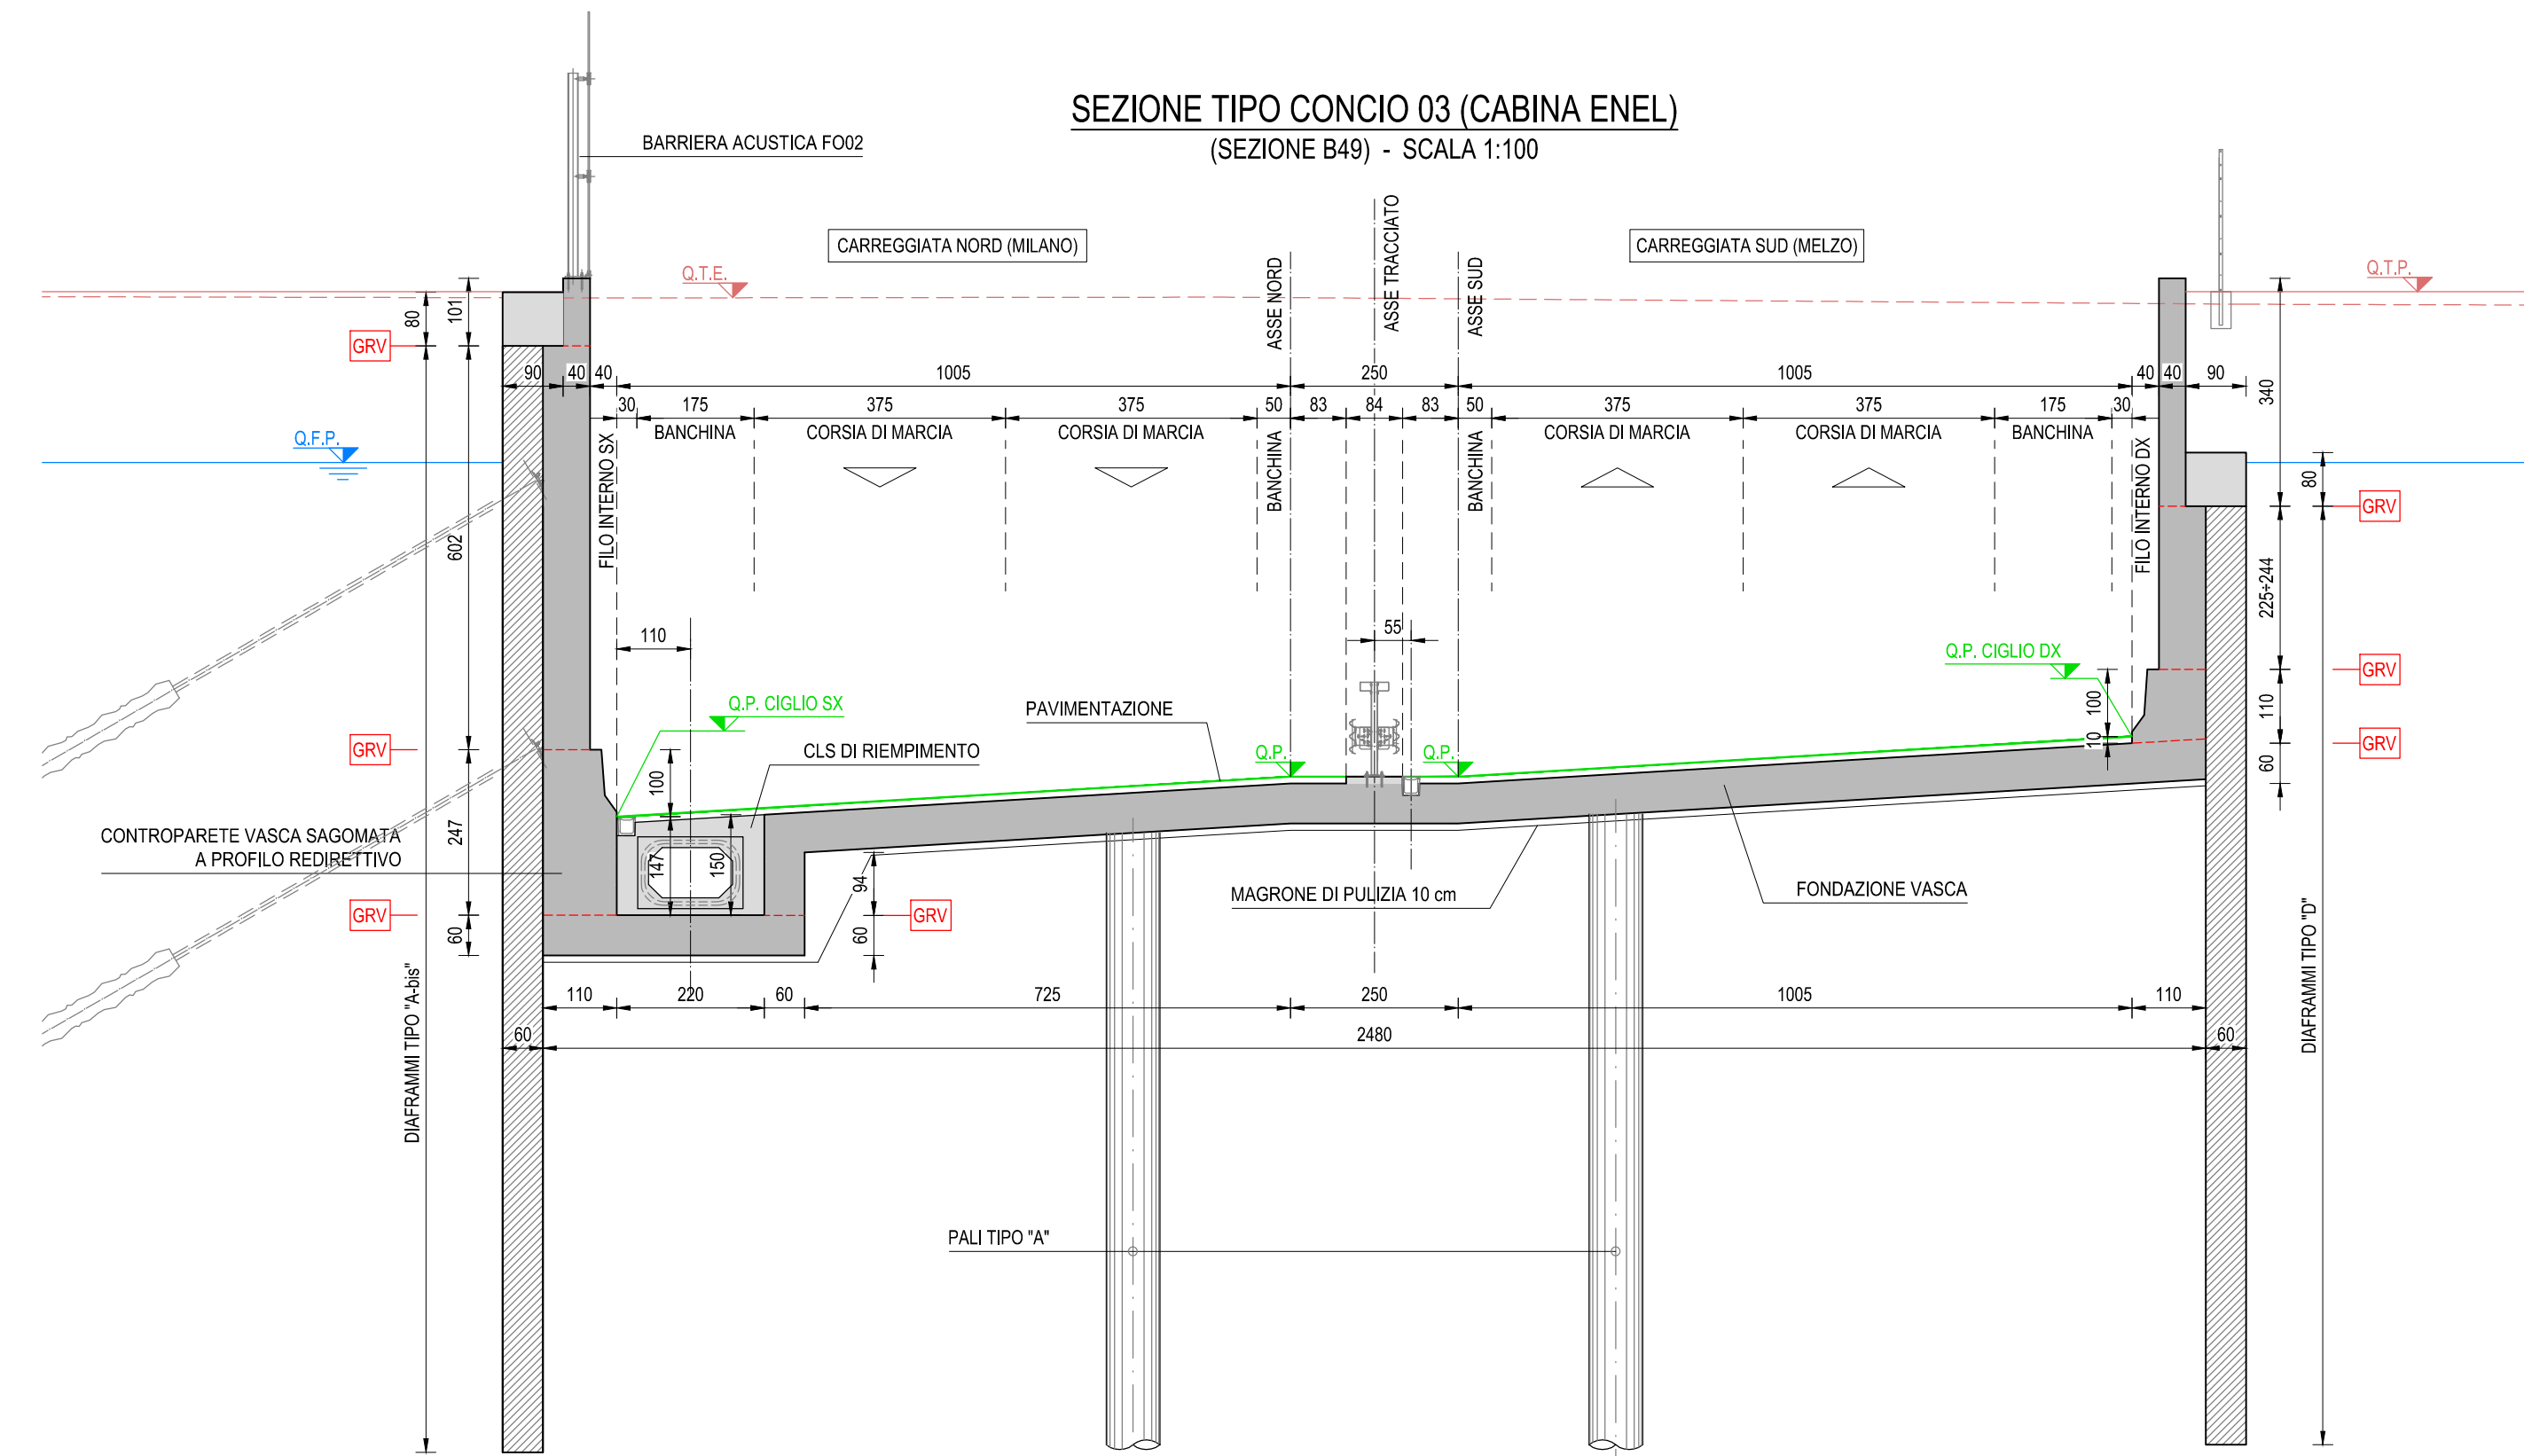 SEZIONE TIPO CONCIO 03 (CABINA ENEL)
(SEZIONE B49) - SCALA 1:100
BARRIERA ACUSTICA FO02
CARREGGIATA NORD (MILANO)
CARREGGIATA SUD (MELZO)
ASSE NORD
ASSE TRACCIATO
ASSE SUD
Q.T.E.
Q.T.P.
80
101
GRV
90
40
40
1005
250
1005
40
40
90
340
30
175
375
375
50
83
84
83
50
375
375
175
30
BANCHINA
CORSIA DI MARCIA
CORSIA DI MARCIA
BANCHINA
BANCHINA
CORSIA DI MARCIA
CORSIA DI MARCIA
BANCHINA
Q.F.P.
FILO INTERNO SX
FILO INTERNO DX
80
GRV
602
225÷244
110
55
Q.P. CIGLIO DX
GRV
Q.P. CIGLIO SX
PAVIMENTAZIONE
100
110
GRV
CLS DI RIEMPIMENTO
Q.P.
Q.P.
10
GRV
100
60
CONTROPARETE VASCA SAGOMATA
A PROFILO REDIRETTIVO
247
147
150
94
MAGRONE DI PULIZIA 10 cm
FONDAZIONE VASCA
GRV
GRV
60
60
DIAFRAMMI TIPO "A-bis"
DIAFRAMMI TIPO "D"
110
220
60
725
250
1005
110
60
2480
60
PALI TIPO "A"